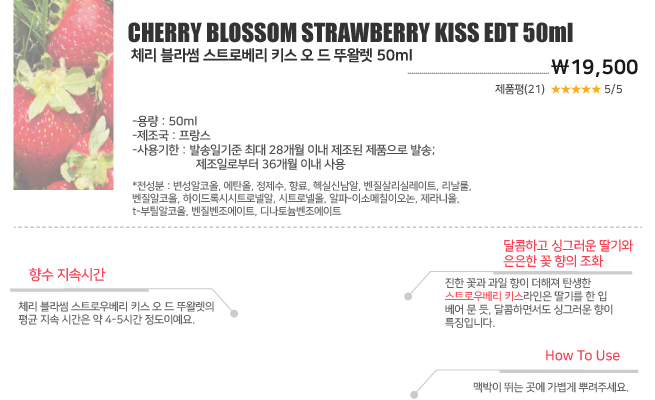 CHERRY BLOSSOM STRAWBERRY KISS EDT 50ml
체리 블라썸 스트로베리 키스 오 드 뚜왈렛 50ml
₩19,500
제품평(21) ★★★★★ 5/5
-용량 : 50ml
-제조국 : 프랑스
-사용기한 : 발송일기준 최대 28개월 이내 제조된 제품으로 발송;
제조일로부터 36개월 이내 사용
*전성분 : 변성알코올, 에탄올, 정제수, 향료, 헥실신남알, 벤질살리실레이트, 리날룰,
벤질알코올, 하이드록시시트로넬알, 시트로넬올, 알파-이소메칠이오논, 제라니올,
t-부틸알코올, 벤질벤조에이트, 디나토늄벤조에이트
달콤하고 싱그러운 딸기와
은은한 꽃 향의 조화
향수 지속시간
진한 꽃과 과일 향이 더해져 탄생한
스트로우베리 키스라인은 딸기를 한 입
베어 문 듯, 달콤하면서도 싱그러운 향이
특징입니다.
체리 블라썸 스트로우베리 키스 오 드 뚜왈렛의
평균 지속 시간은 약 4-5시간 정도이예요.
How To Use
맥박이 뛰는 곳에 가볍게 뿌려주세요.